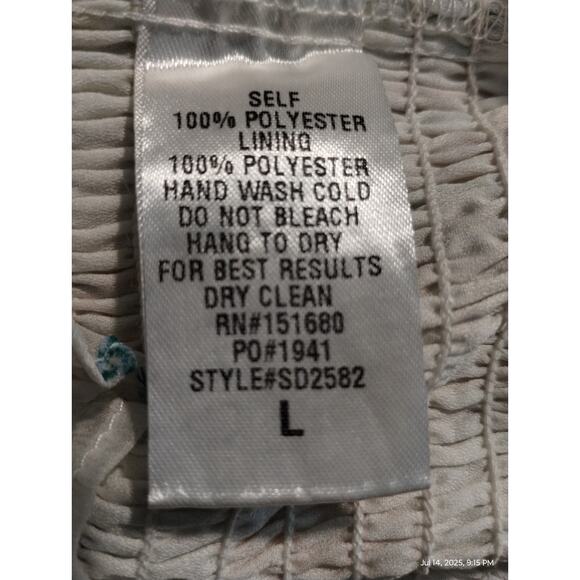 SELF
100% POLYESTER
LINING
100% POLYESTER
HAND WASH COLD
DO NOT BLEACH
HANG TO DRY
FOR BEST RESULTS
DRY CLEAN
RN#151680
PO#1941
STYLE#SD2582
L
Jul 14, 2025, 9:15 PM